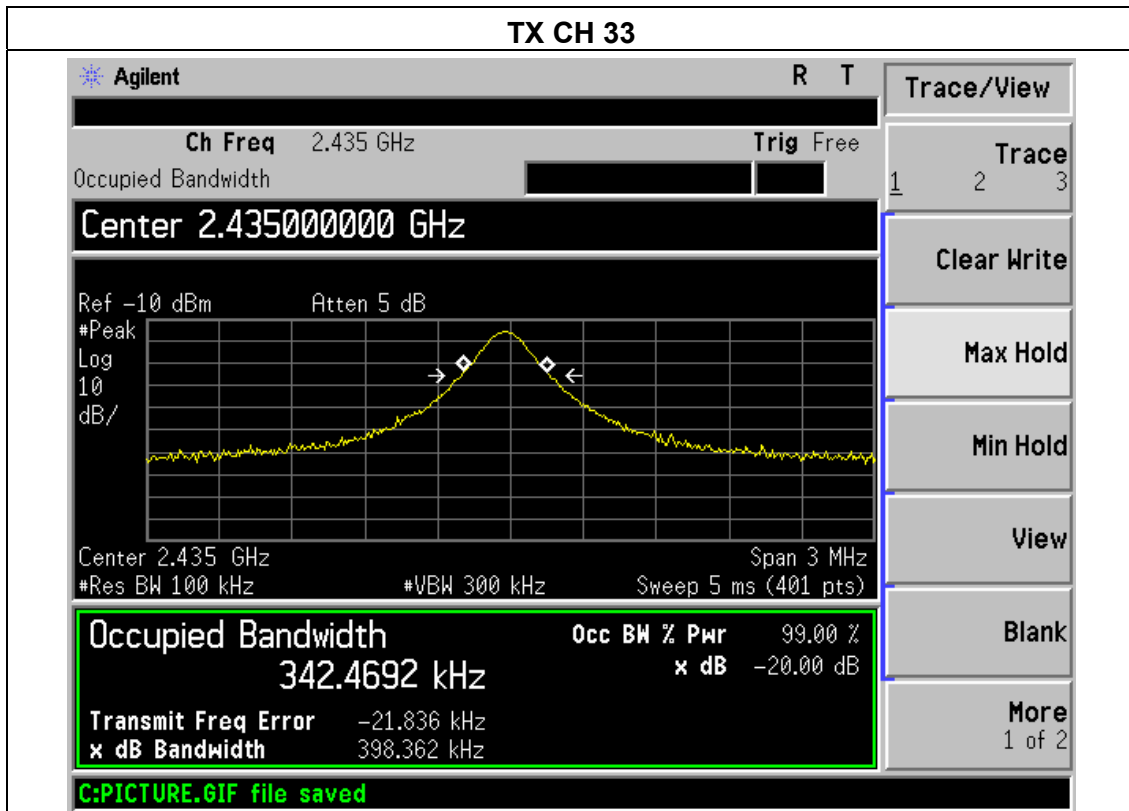 TX CH 33
Agilent R T
Ch Freq 2.435 GHz Trig Free
Occupied Bandwidth
Center 2.435000000 GHz
Ref -10 dBm Atten 5 dB
#Peak
Log
10
dB/
Center 2.435 GHz Span 3 MHz
#Res BW 100 kHz #VBW 300 kHz Sweep 5 ms (401 pts)
Occupied Bandwidth Occ BW % Pwr 99.00 %
342.4692 kHz x dB -20.00 dB
Transmit Freq Error -21.836 kHz
x dB Bandwidth 398.362 kHz
C:PICTURE.GIF file saved
Trace/View
Trace
1 2 3
Clear Write
Max Hold
Min Hold
View
Blank
More
1 of 2